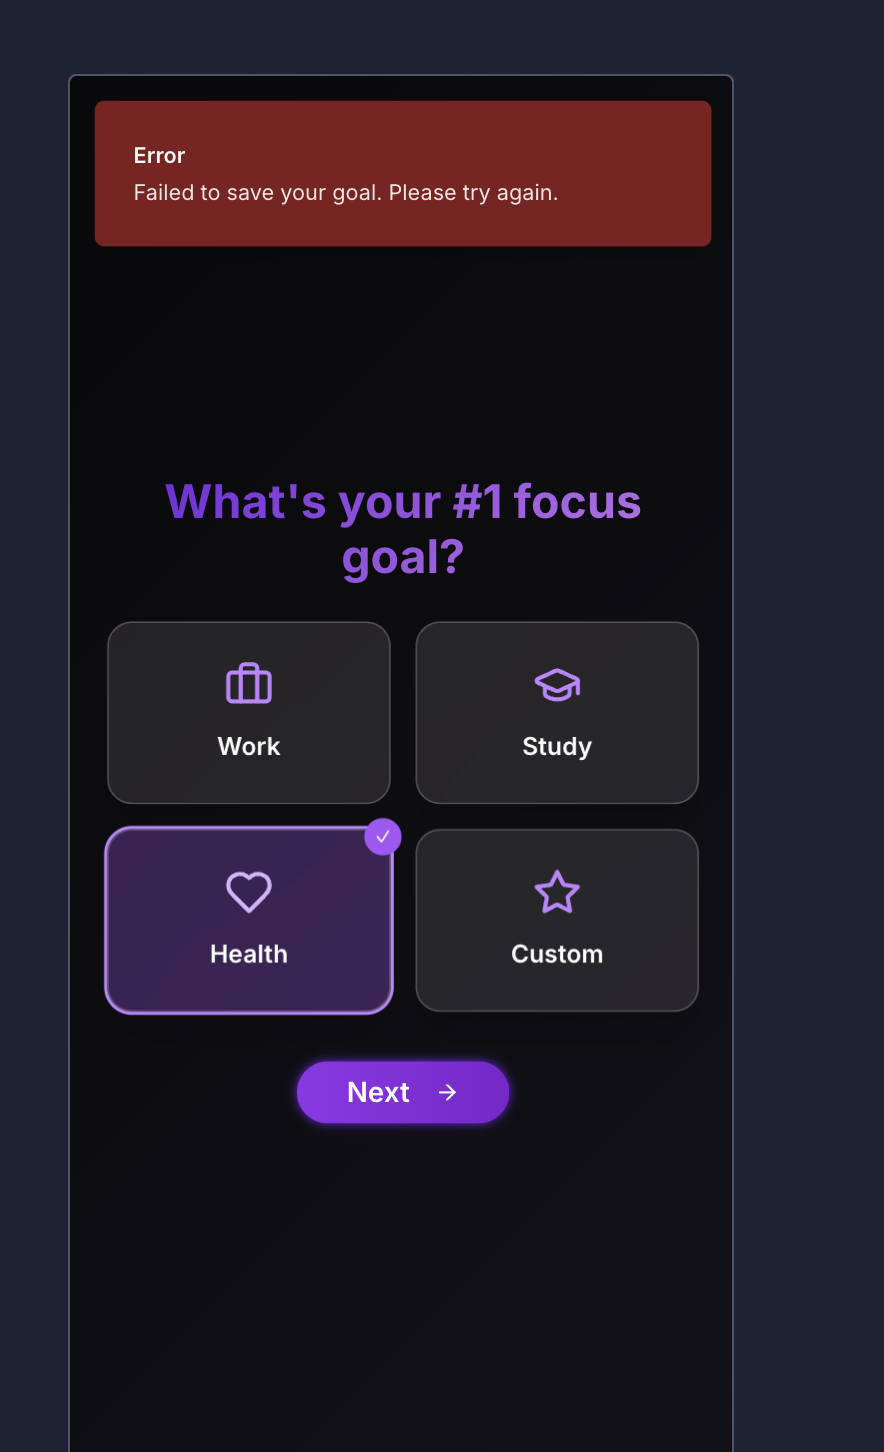 Error
Failed to save your goal. Please try again.
What's your #1 focus
goal?
Work
Study
Health
Custom
Next